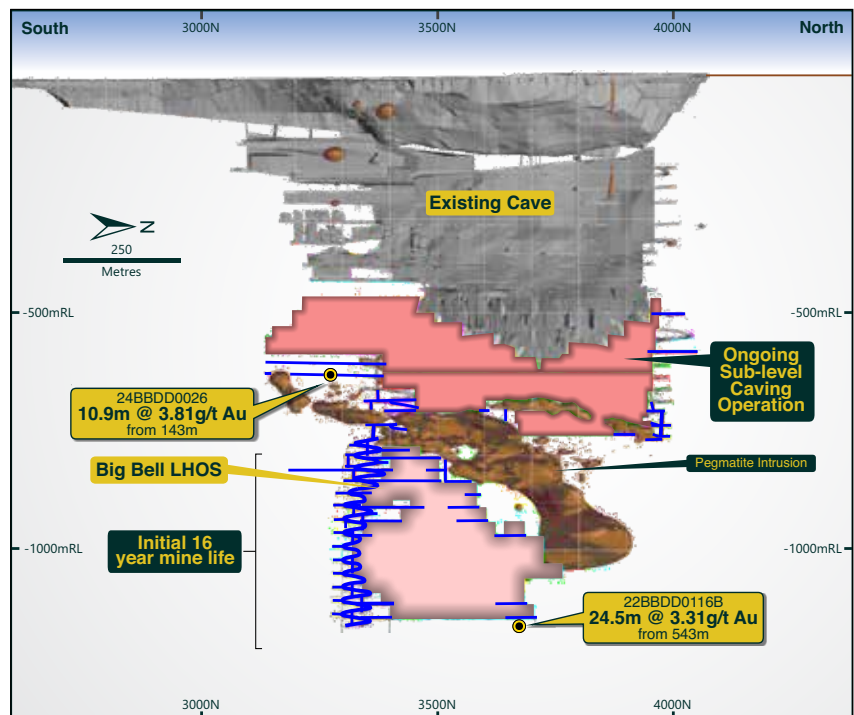 South
3000N
3500N
4000N
North
Existing Cave
N
250
Metres
-500mRL
-500mRL
Ongoing
Sub-level
Caving
Operation
24BBDD0026
10.9m @ 3.81g/t Au
from 143m
Big Bell LHOS
Pegmatite Intrusion
Initial 16
year mine life
-1000mRL
-1000mRL
22BBDD0116B
24.5m @ 3.31g/t Au
from 543m
3000N
3500N
4000N